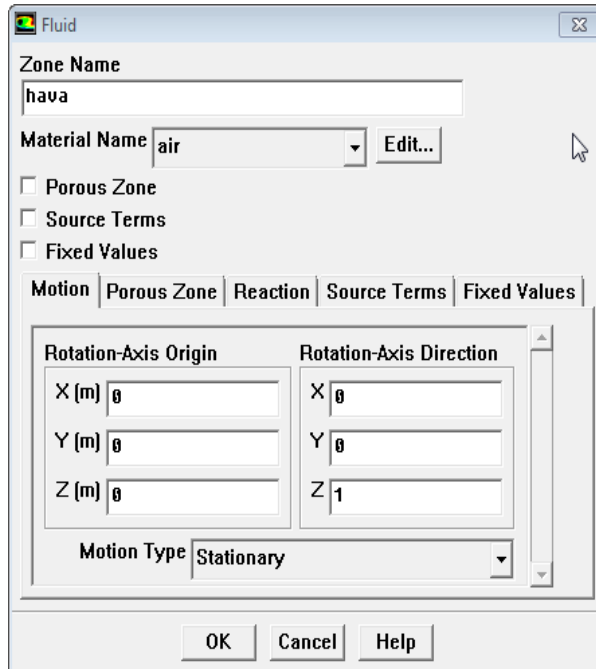 Fluid
Zone Name
hava
Material Name air Edit...
Porous Zone
Source Terms
Fixed Values
Motion Porous Zone Reaction Source Terms Fixed Values
Rotation-Axis Origin Rotation-Axis Direction
X (m) 0 X 0
Y (m) 0 Y 0
Z (m) 0 Z 1
Motion Type Stationary
OK Cancel Help